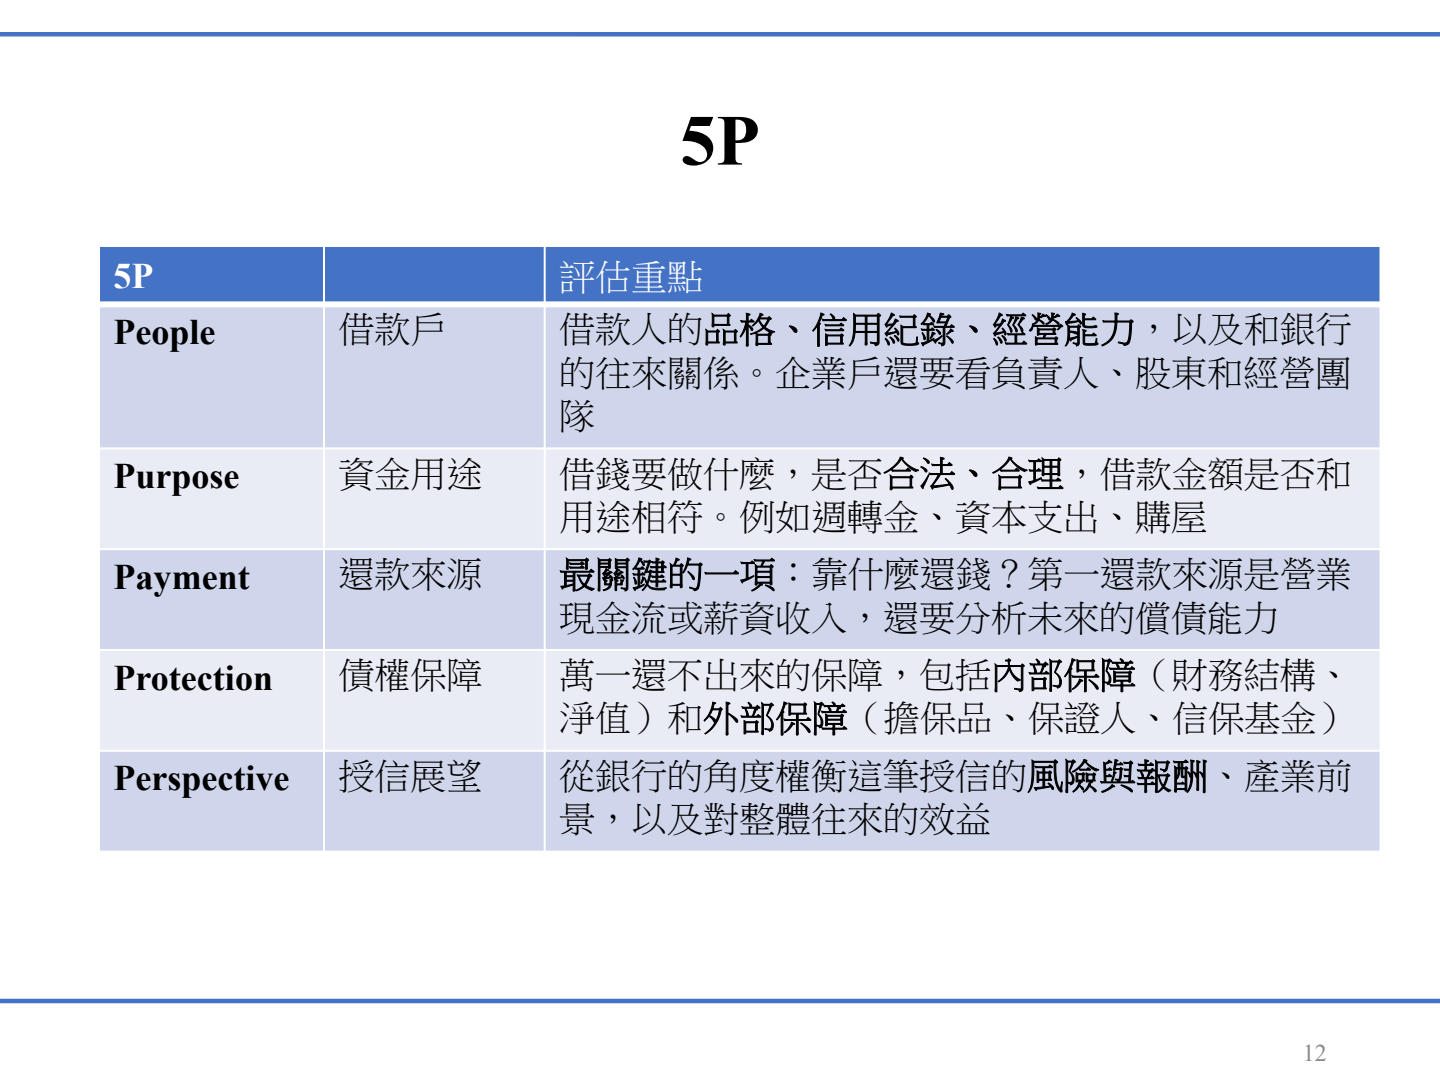 5P
5P 評估重點
People 借款戶 借款人的品格、信用紀錄、經營能力，以及和銀行
的往來關係。企業戶還要看負責人、股東和經營團
隊
Purpose 資金用途 借錢要做什麼，是否合法、合理，借款金額是否和
用途相符。例如週轉金、資本支出、購屋
Payment 還款來源 最關鍵的一項：靠什麼還錢？第一還款來源是營業
現金流或薪資收入，還要分析未來的償債能力
Protection 債權保障 萬一還不出來的保障，包括內部保障（財務結構、
淨值）和外部保障（擔保品、保證人、信保基金）
Perspective 授信展望 從銀行的角度權衡這筆授信的風險與報酬、產業前
景，以及對整體往來的效益
12